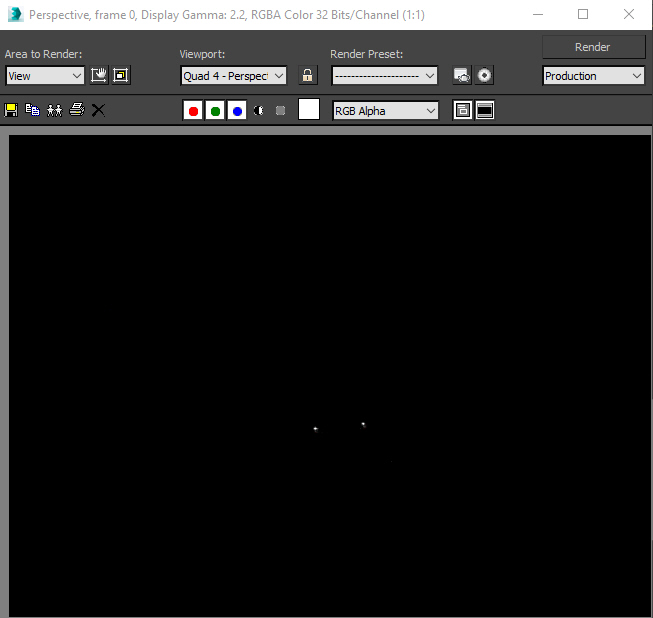 Perspective, frame 0, Display Gamma: 2.2, RGBA Color 32 Bits/Channel (1:1)
Area to Render:
Viewport:
Render Preset:
Render
View
Quad 4 - Perspec
Production
RGB Alpha